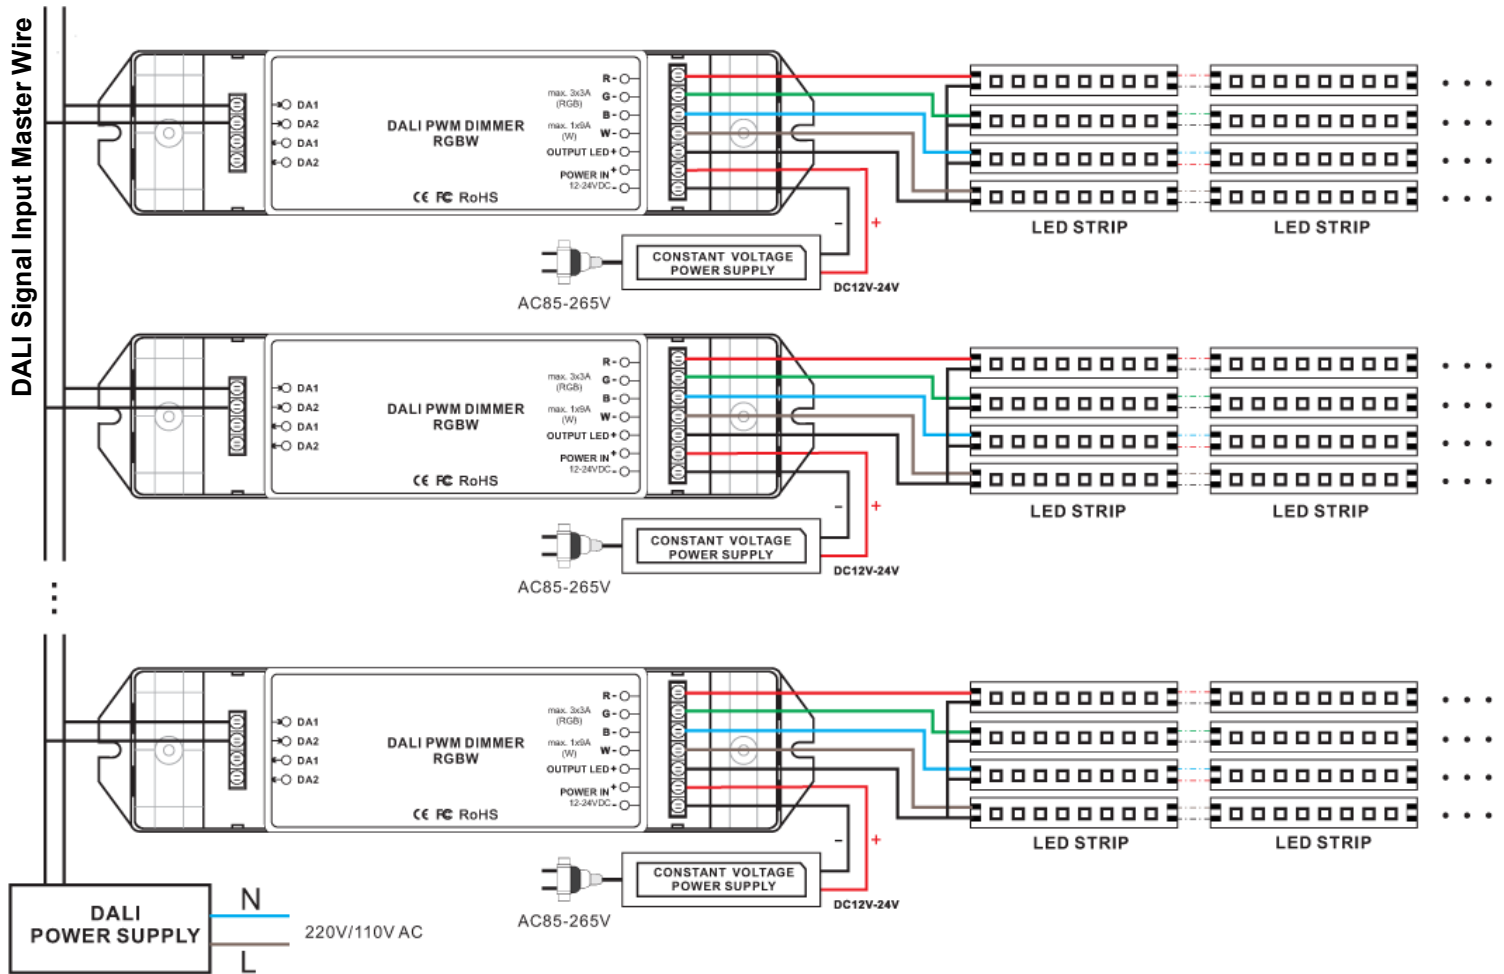 DALI Signal Input Master Wire
DA1
DA2
DA1
DA2
DALI PWM DIMMER
RGBW
CE FC RoHS
R-
max. 3x3A
(RGB)
G-
B-
max. 1x9A
(W)
W-
OUTPUT LED+
POWER IN +
12-24VDC -
LED STRIP
LED STRIP
-
+
CONSTANT VOLTAGE
POWER SUPPLY
DC12V-24V
AC85-265V
DA1
DA2
DA1
DA2
DALI PWM DIMMER
RGBW
CE FC RoHS
R-
max. 3x3A
(RGB)
G-
B-
max. 1x9A
(W)
W-
OUTPUT LED+
POWER IN +
12-24VDC -
LED STRIP
LED STRIP
-
+
CONSTANT VOLTAGE
POWER SUPPLY
DC12V-24V
AC85-265V
DA1
DA2
DA1
DA2
DALI PWM DIMMER
RGBW
CE FC RoHS
R-
max. 3x3A
(RGB)
G-
B-
max. 1x9A
(W)
W-
OUTPUT LED+
POWER IN +
12-24VDC -
LED STRIP
LED STRIP
-
+
CONSTANT VOLTAGE
POWER SUPPLY
DC12V-24V
AC85-265V
DALI
POWER SUPPLY
N
220V/110V AC
L